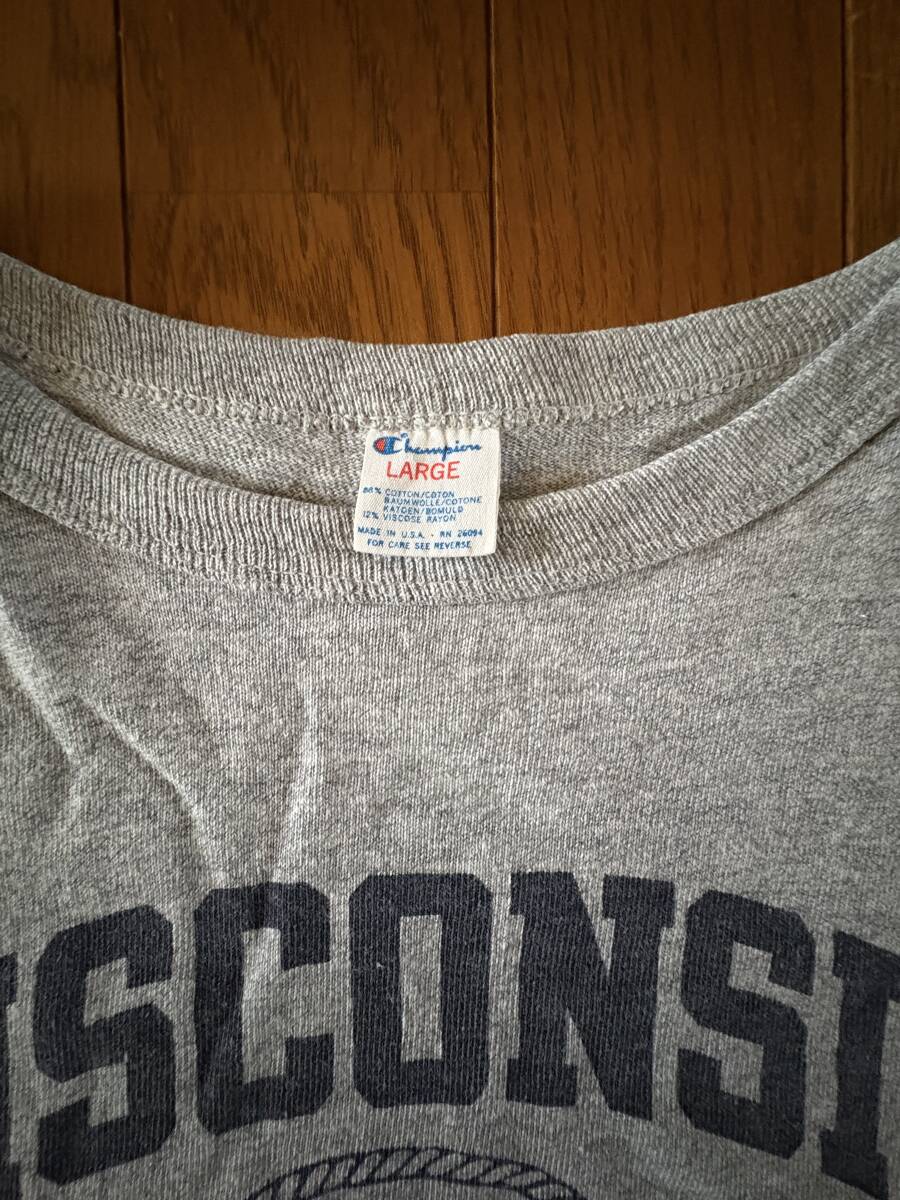 Champion
LARGE
88% COTTON/COTON
BAUMWOLLE/COTONE
KATOEN/BOMULD
12% VISCOSE RAYON
MADE IN U.S.A. · RN 26094
FOR CARE SEE REVERSE
ISCONSI